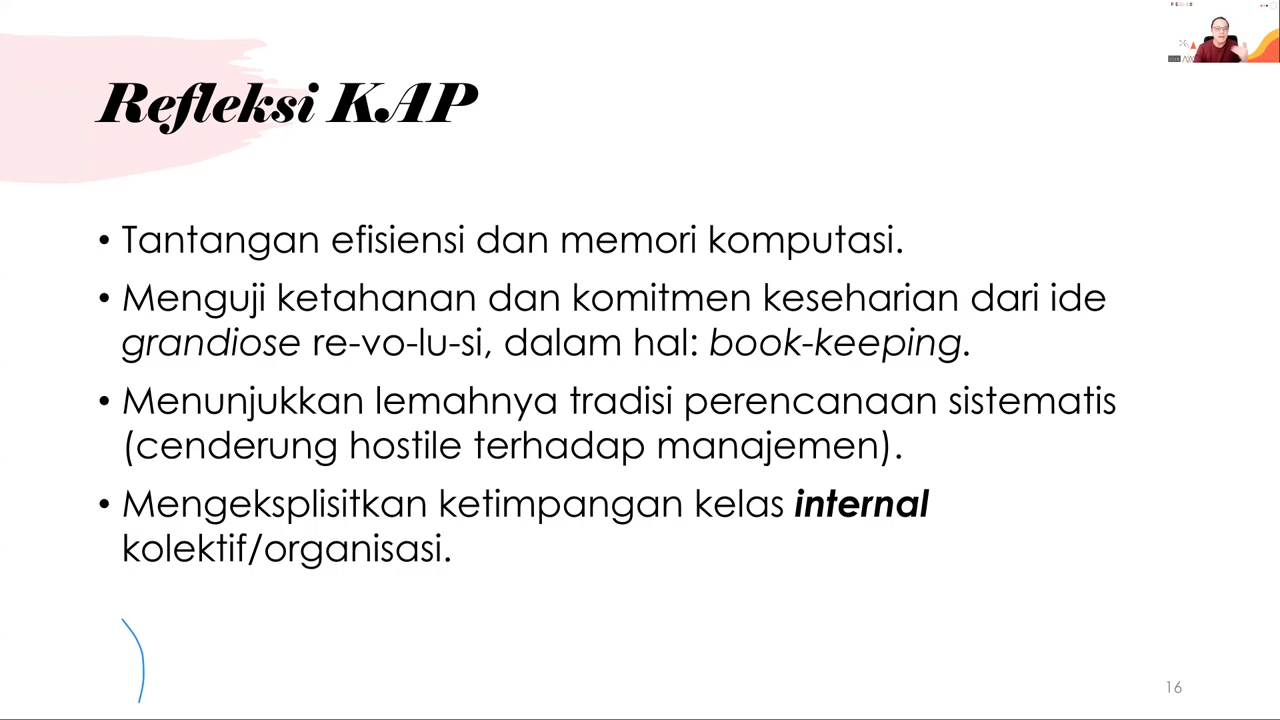 Refleksi KAP
• Tantangan efisiensi dan memori komputasi.
• Menguji ketahanan dan komitmen keseharian dari ide
grandiose re-vo-lu-si, dalam hal: book-keeping.
• Menunjukkan lemahnya tradisi perencanaan sistematis
(cenderung hostile terhadap manajemen).
• Mengeksplisitkan ketimpangan kelas internal
kolektif/organisasi.
16